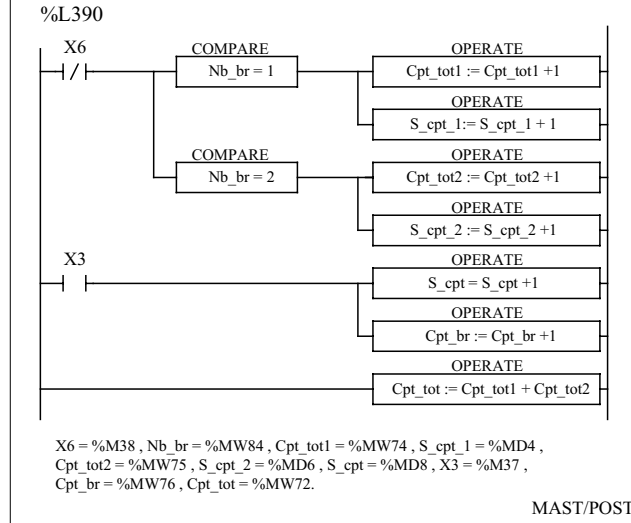 %L390
X6 COMPARE OPERATE
Nb_br = 1 Cpt_tot1 := Cpt_tot1 +1
OPERATE
S_cpt_1:= S_cpt_1 + 1
COMPARE OPERATE
Nb_br = 2 Cpt_tot2 := Cpt_tot2 +1
OPERATE
S_cpt_2 := S_cpt_2 +1
X3 OPERATE
S_cpt = S_cpt +1
OPERATE
Cpt_br := Cpt_br +1
OPERATE
Cpt_tot := Cpt_tot1 + Cpt_tot2
X6 = %M38 , Nb_br = %MW84 , Cpt_tot1 = %MW74 , S_cpt_1 = %MD4 ,
Cpt_tot2 = %MW75 , S_cpt_2 = %MD6 , S_cpt = %MD8 , X3 = %M37 ,
Cpt_br = %MW76 , Cpt_tot = %MW72.
MAST/POST